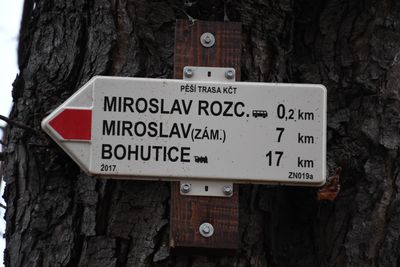 PĚŠÍ TRASA KČT
MIROSLAV ROZC. 0,2 km
MIROSLAV(ZÁM.) 7 km
BOHUTICE 17 km
2017 ZN019a